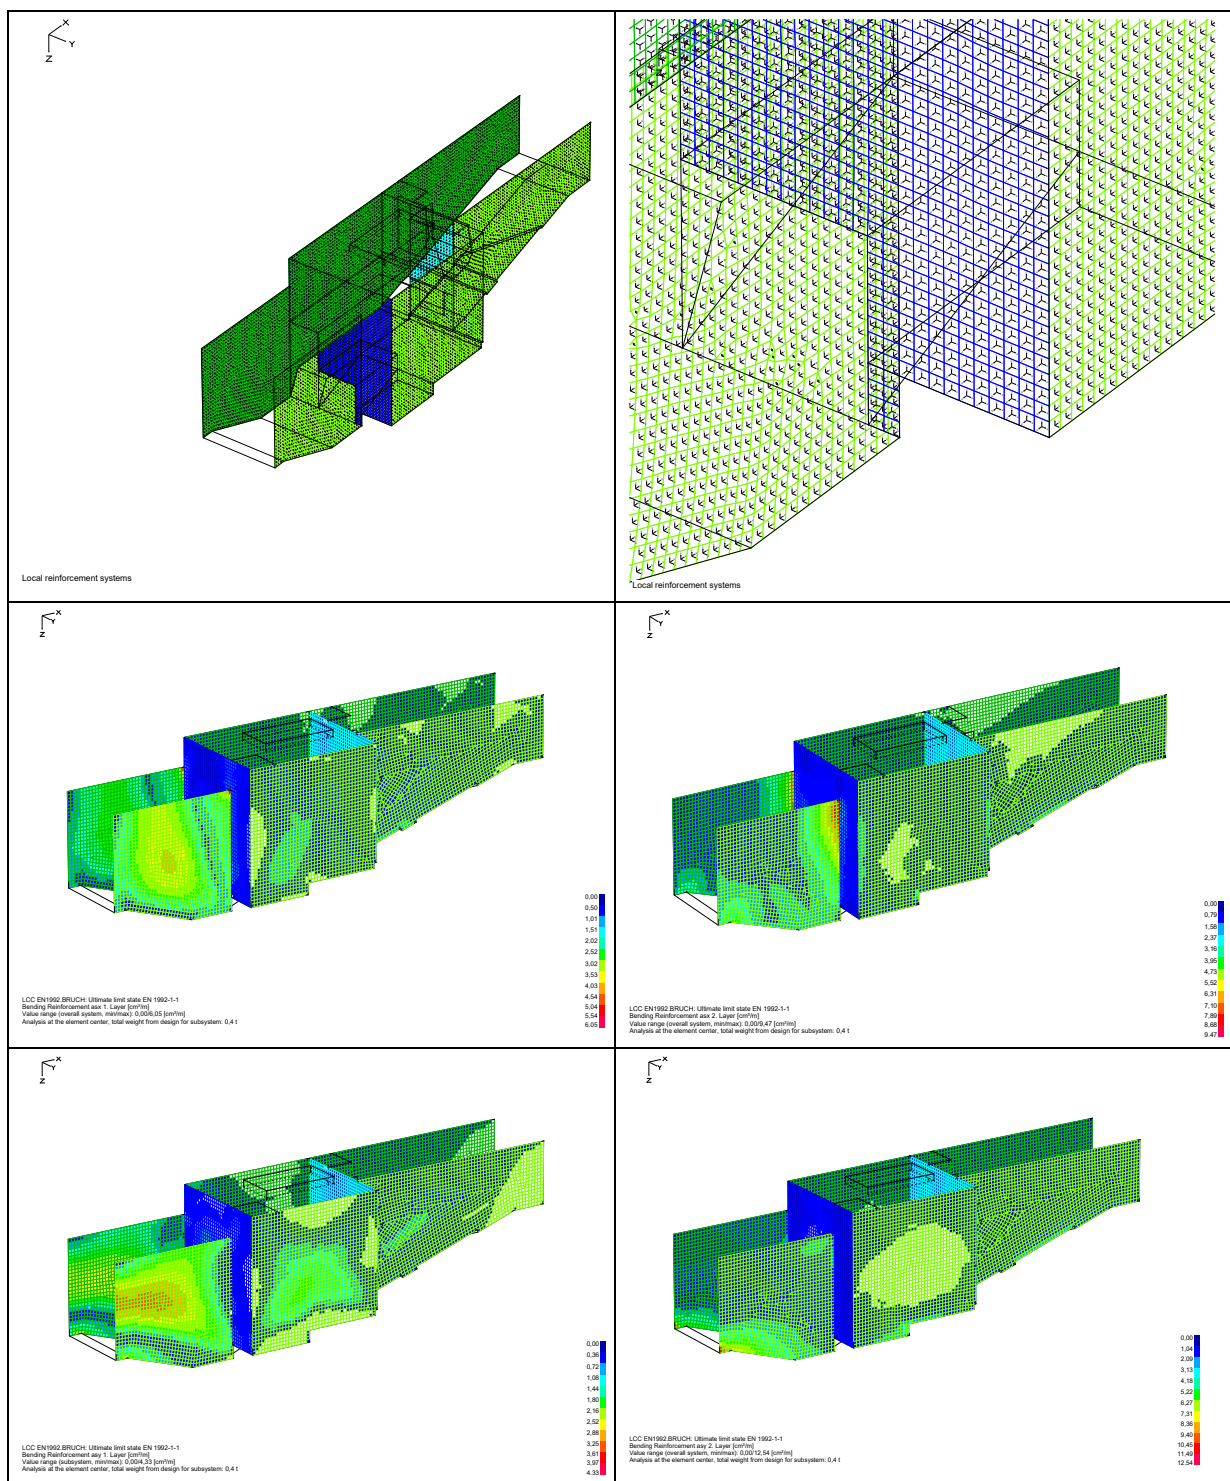 X
Y
Z
Local reinforcement systems
Local reinforcement systems
X
Y
Z
0,00
0,50
1,01
1,51
2,02
2,52
3,02
3,53
4,03
4,54
5,04
5,54
6.05
LCC EN1992.BRUCH: Ultimate limit state EN 1992-1-1
Bending Reinforcement asx 1. Layer [cm²/m]
Value range (overall system, min/max): 0,00/6,05 [cm²/m]
Analysis at the element center, total weight from design for subsystem: 0,4 t
X
Y
Z
0,00
0,79
1,58
2,37
3,16
3,95
4,73
5,52
6,31
7,10
7,89
8,68
9.47
LCC EN1992.BRUCH: Ultimate limit state EN 1992-1-1
Bending Reinforcement asx 2. Layer [cm²/m]
Value range (overall system, min/max): 0,00/9,47 [cm²/m]
Analysis at the element center, total weight from design for subsystem: 0,4 t
X
Y
Z
0,00
0,36
0,72
1,08
1,44
1,80
2,16
2,52
2,88
3,25
3,61
3,97
4.33
LCC EN1992.BRUCH: Ultimate limit state EN 1992-1-1
Bending Reinforcement asy 1. Layer [cm²/m]
Value range (subsystem, min/max): 0,00/4,33 [cm²/m]
Analysis at the element center, total weight from design for subsystem: 0,4 t
X
Y
Z
0,00
1,04
2,09
3,13
4,18
5,22
6,27
7,31
8,36
9,40
10,45
11,49
12.54
LCC EN1992.BRUCH: Ultimate limit state EN 1992-1-1
Bending Reinforcement asy 2. Layer [cm²/m]
Value range (overall system, min/max): 0,00/12,54 [cm²/m]
Analysis at the element center, total weight from design for subsystem: 0,4 t